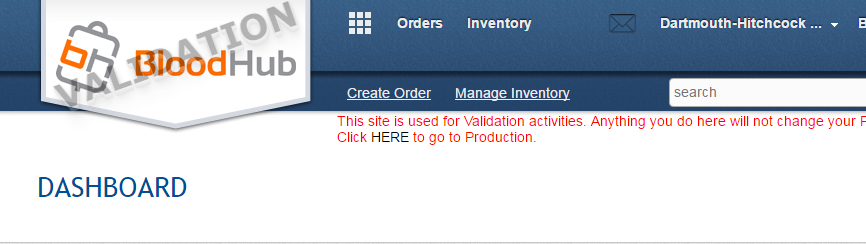 VALIDATION
BloodHub
Orders Inventory Dartmouth-Hitchcock ...
Create Order Manage Inventory search
This site is used for Validation activities. Anything you do here will not change your
Click HERE to go to Production.
DASHBOARD